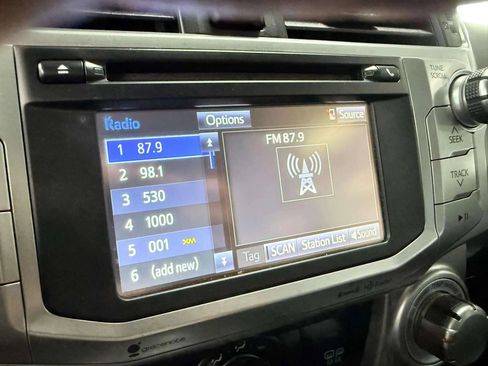 TUNE
SCROLL
Radio
Options
Source
1 87.9
FM 87.9
2 98.1
SEEK
3 530
4 1000
TRACK
5 001 XM
6 (add new)
Tag SCAN Station List Sound
gracenote